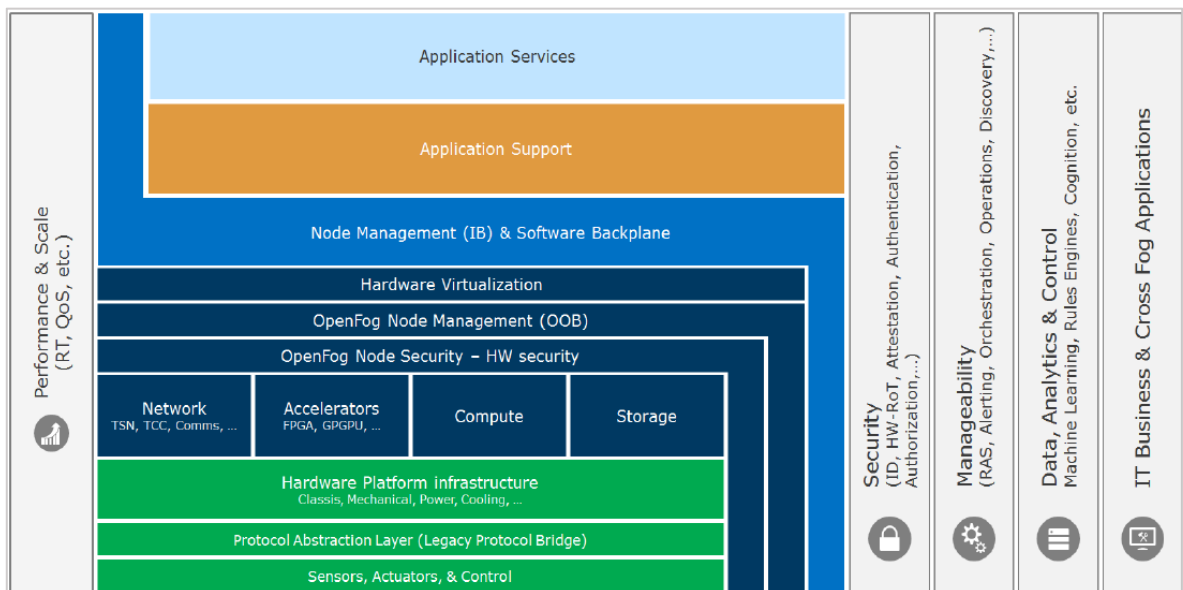 Performance & Scale
(RT, QoS, etc.)
Application Services
Application Support
Node Management (IB) & Software Backplane
Hardware Virtualization
OpenFog Node Management (OOB)
OpenFog Node Security – HW security
Network
TSN, TCC, Comms, ...
Accelerators
FPGA, GPGPU, ...
Compute
Storage
Hardware Platform infrastructure
Classis, Mechanical, Power, Cooling, ...
Protocol Abstraction Layer (Legacy Protocol Bridge)
Sensors, Actuators, & Control
Security
(ID, HW-RoT, Attestation, Authentication,
Authorization,...)
Manageability
(RAS, Alerting, Orchestration, Operations, Discovery,...)
Data, Analytics & Control
Machine Learning, Rules Engines, Cognition, etc.
IT Business & Cross Fog Applications